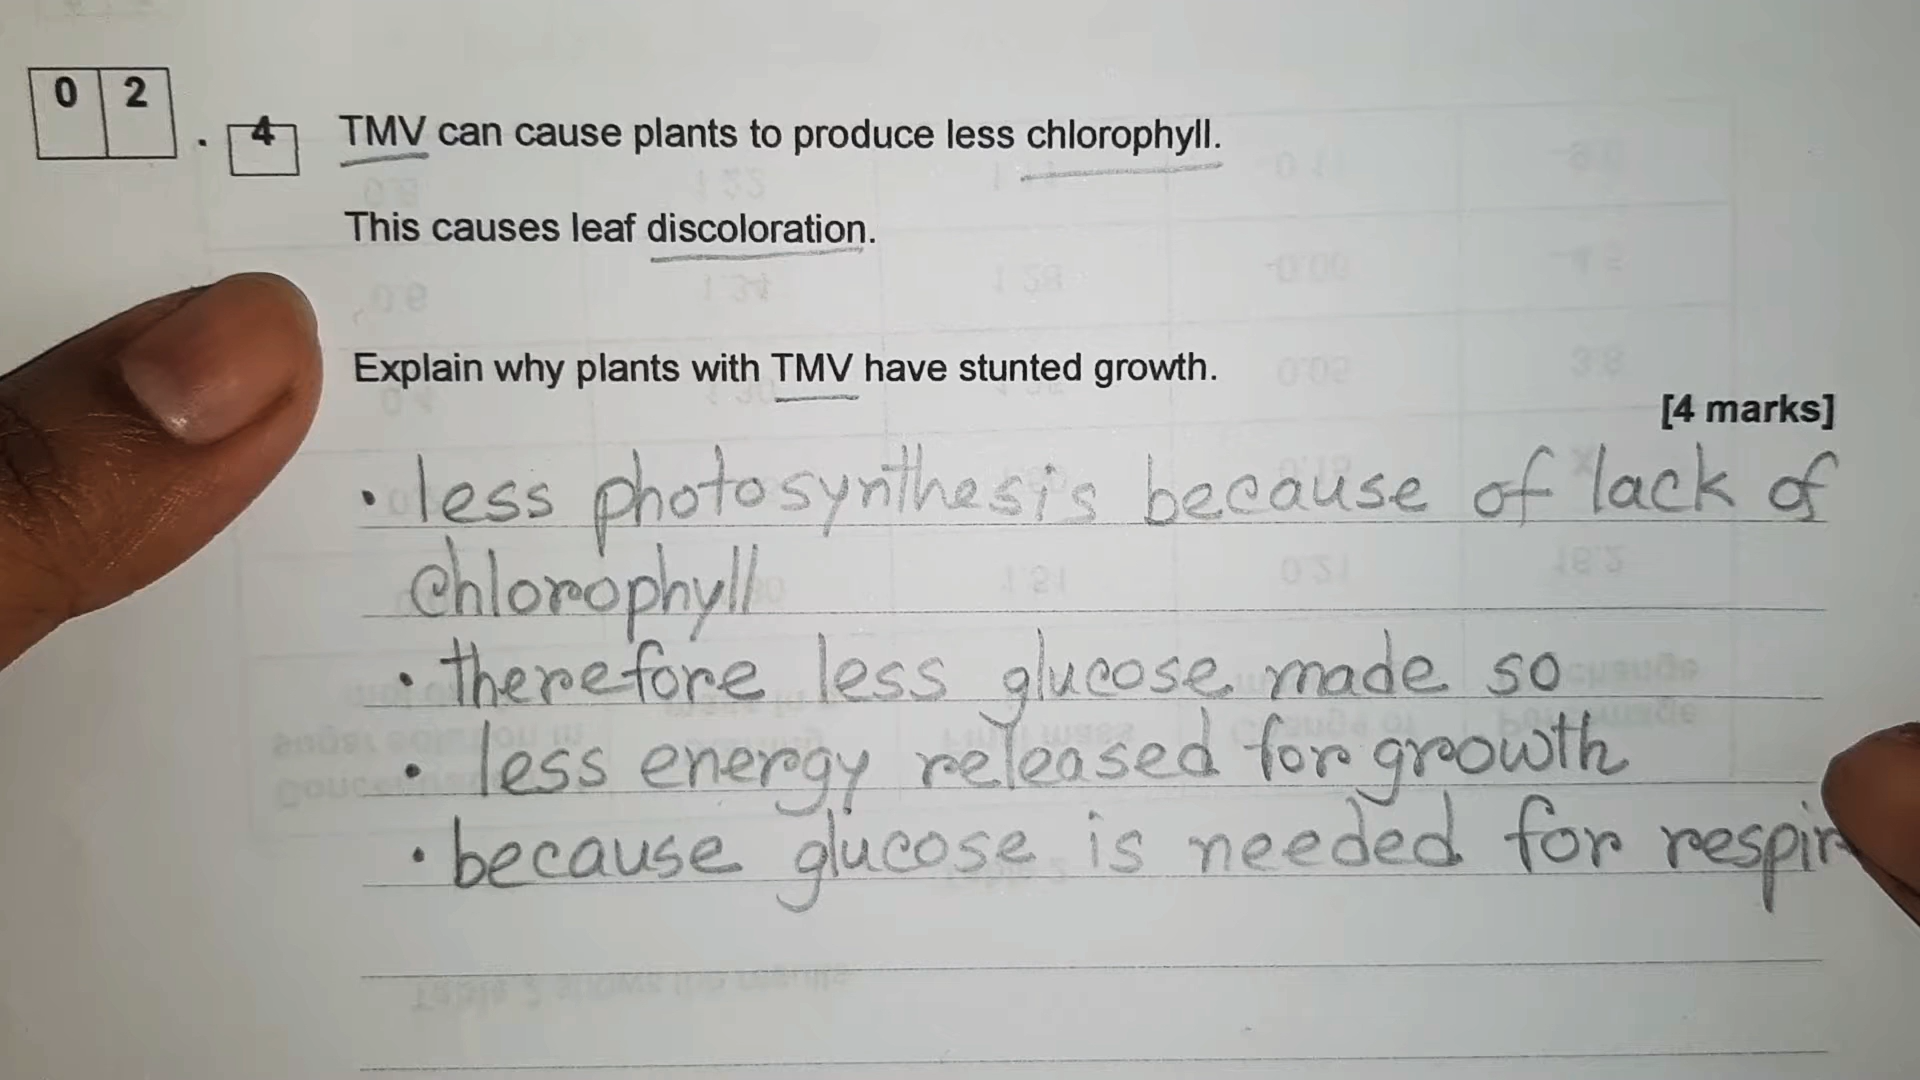 0 2 . 4 TMV can cause plants to produce less chlorophyll.
This causes leaf discoloration.
Explain why plants with TMV have stunted growth.
[4 marks]
• less photosynthesis because of lack of
chlorophyll
• therefore less glucose made so
• less energy released for growth
• because glucose is needed for